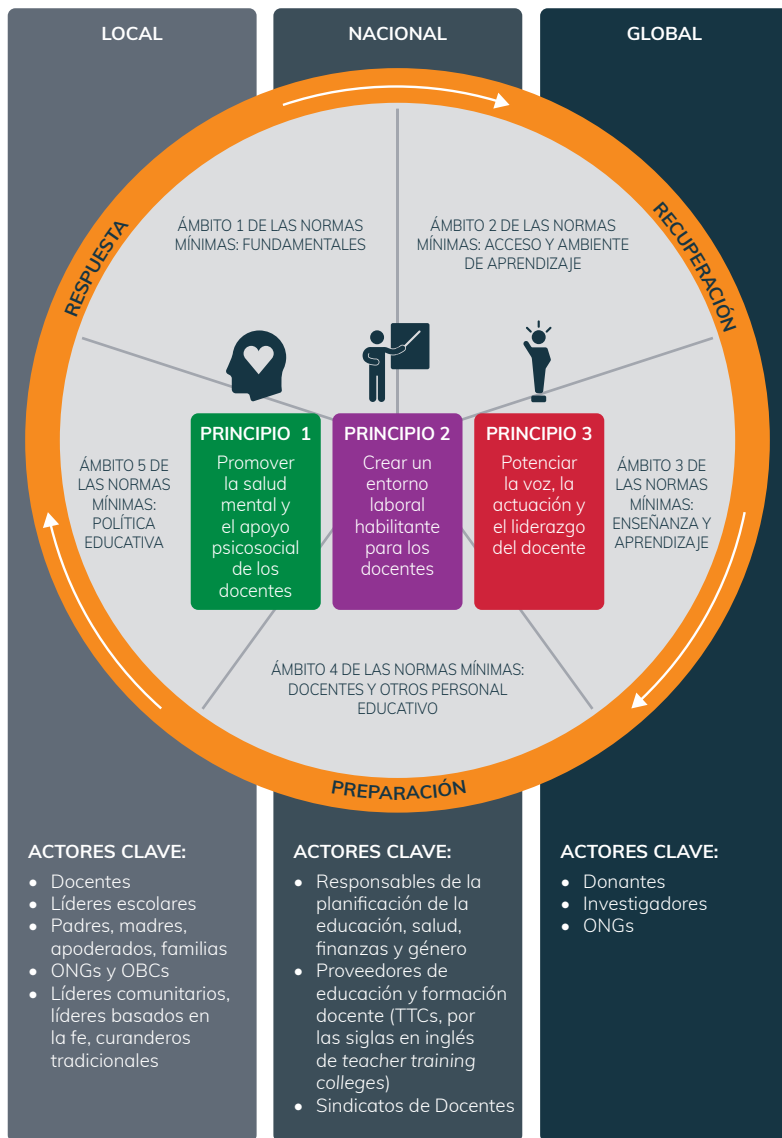 LOCAL
NACIONAL
GLOBAL
RESPUESTA
RECUPERACIÓN
PREPARACIÓN
ÁMBITO 1 DE LAS NORMAS
MÍNIMAS: FUNDAMENTALES
ÁMBITO 2 DE LAS NORMAS
MÍNIMAS: ACCESO Y AMBIENTE
DE APRENDIZAJE
ÁMBITO 5 DE
LAS NORMAS
MÍNIMAS:
POLÍTICA
EDUCATIVA
PRINCIPIO 1
Promover
la salud
mental y
el apoyo
psicosocial
de los
docentes
PRINCIPIO 2
Crear un
entorno
laboral
habilitante
para los
docentes
PRINCIPIO 3
Potenciar
la voz, la
actuación y
el liderazgo
del docente
ÁMBITO 3 DE
LAS NORMAS
MÍNIMAS:
ENSEÑANZA Y
APRENDIZAJE
ÁMBITO 4 DE LAS NORMAS MÍNIMAS:
DOCENTES Y OTROS PERSONAL
EDUCATIVO
ACTORES CLAVE:
• Docentes
• Líderes escolares
• Padres, madres,
apoderados, familias
• ONGs y OBCs
• Líderes comunitarios,
líderes basados en
la fe, curanderos
tradicionales
ACTORES CLAVE:
• Responsables de la
planificación de la
educación, salud,
finanzas y género
• Proveedores de
educación y formación
docente (TTCs, por
las siglas en inglés
de teacher training
colleges)
• Sindicatos de Docentes
ACTORES CLAVE:
• Donantes
• Investigadores
• ONGs